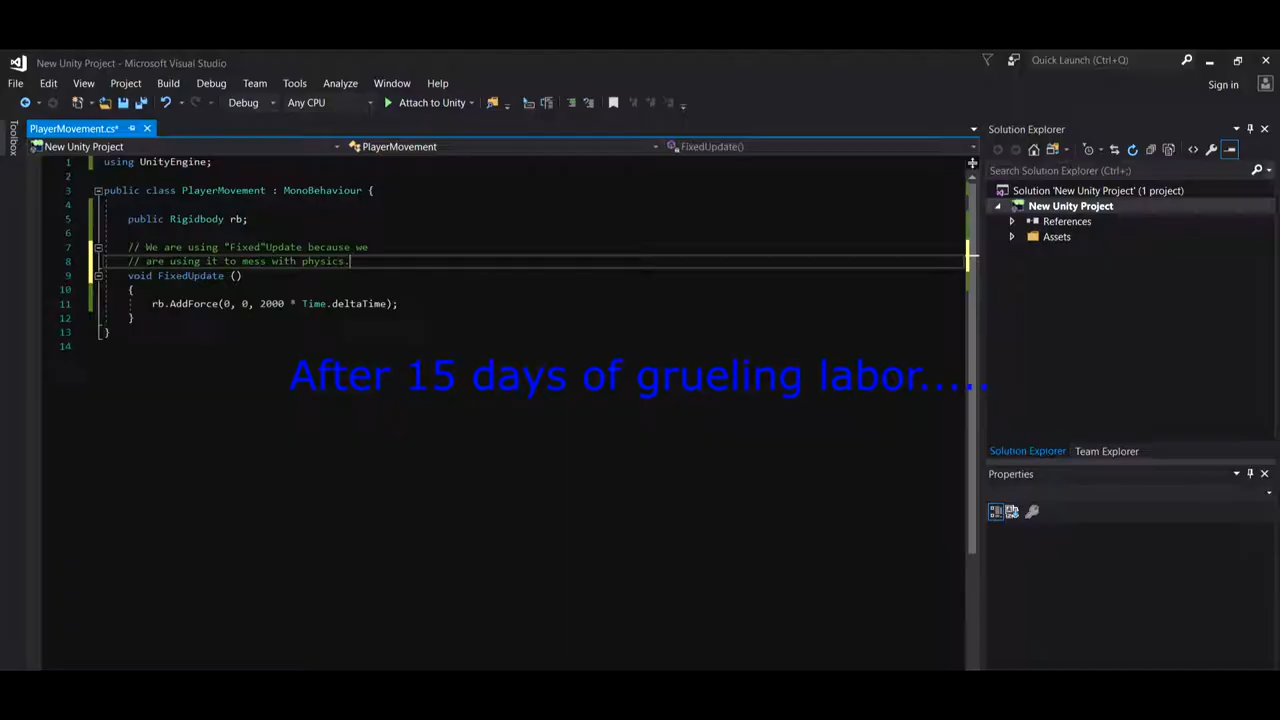 New Unity Project - Microsoft Visual Studio
Quick Launch (Ctrl+Q)
File Edit View Project Build Debug Team Tools Analyze Window Help
Sign in
Debug Any CPU Attach to Unity
Toolbox
PlayerMovement.cs*
New Unity Project PlayerMovement FixedUpdate()
1 using UnityEngine;
2
3 public class PlayerMovement : MonoBehaviour {
4
5 public Rigidbody rb;
6
7 // We are using "Fixed"Update because we
8 // are using it to mess with physics.
9 void FixedUpdate ()
10 {
11 rb.AddForce(0, 0, 2000 * Time.deltaTime);
12 }
13 }
14
After 15 days of grueling labor.....
Solution Explorer
Search Solution Explorer (Ctrl+;)
Solution 'New Unity Project' (1 project)
New Unity Project
References
Assets
Solution Explorer Team Explorer
Properties